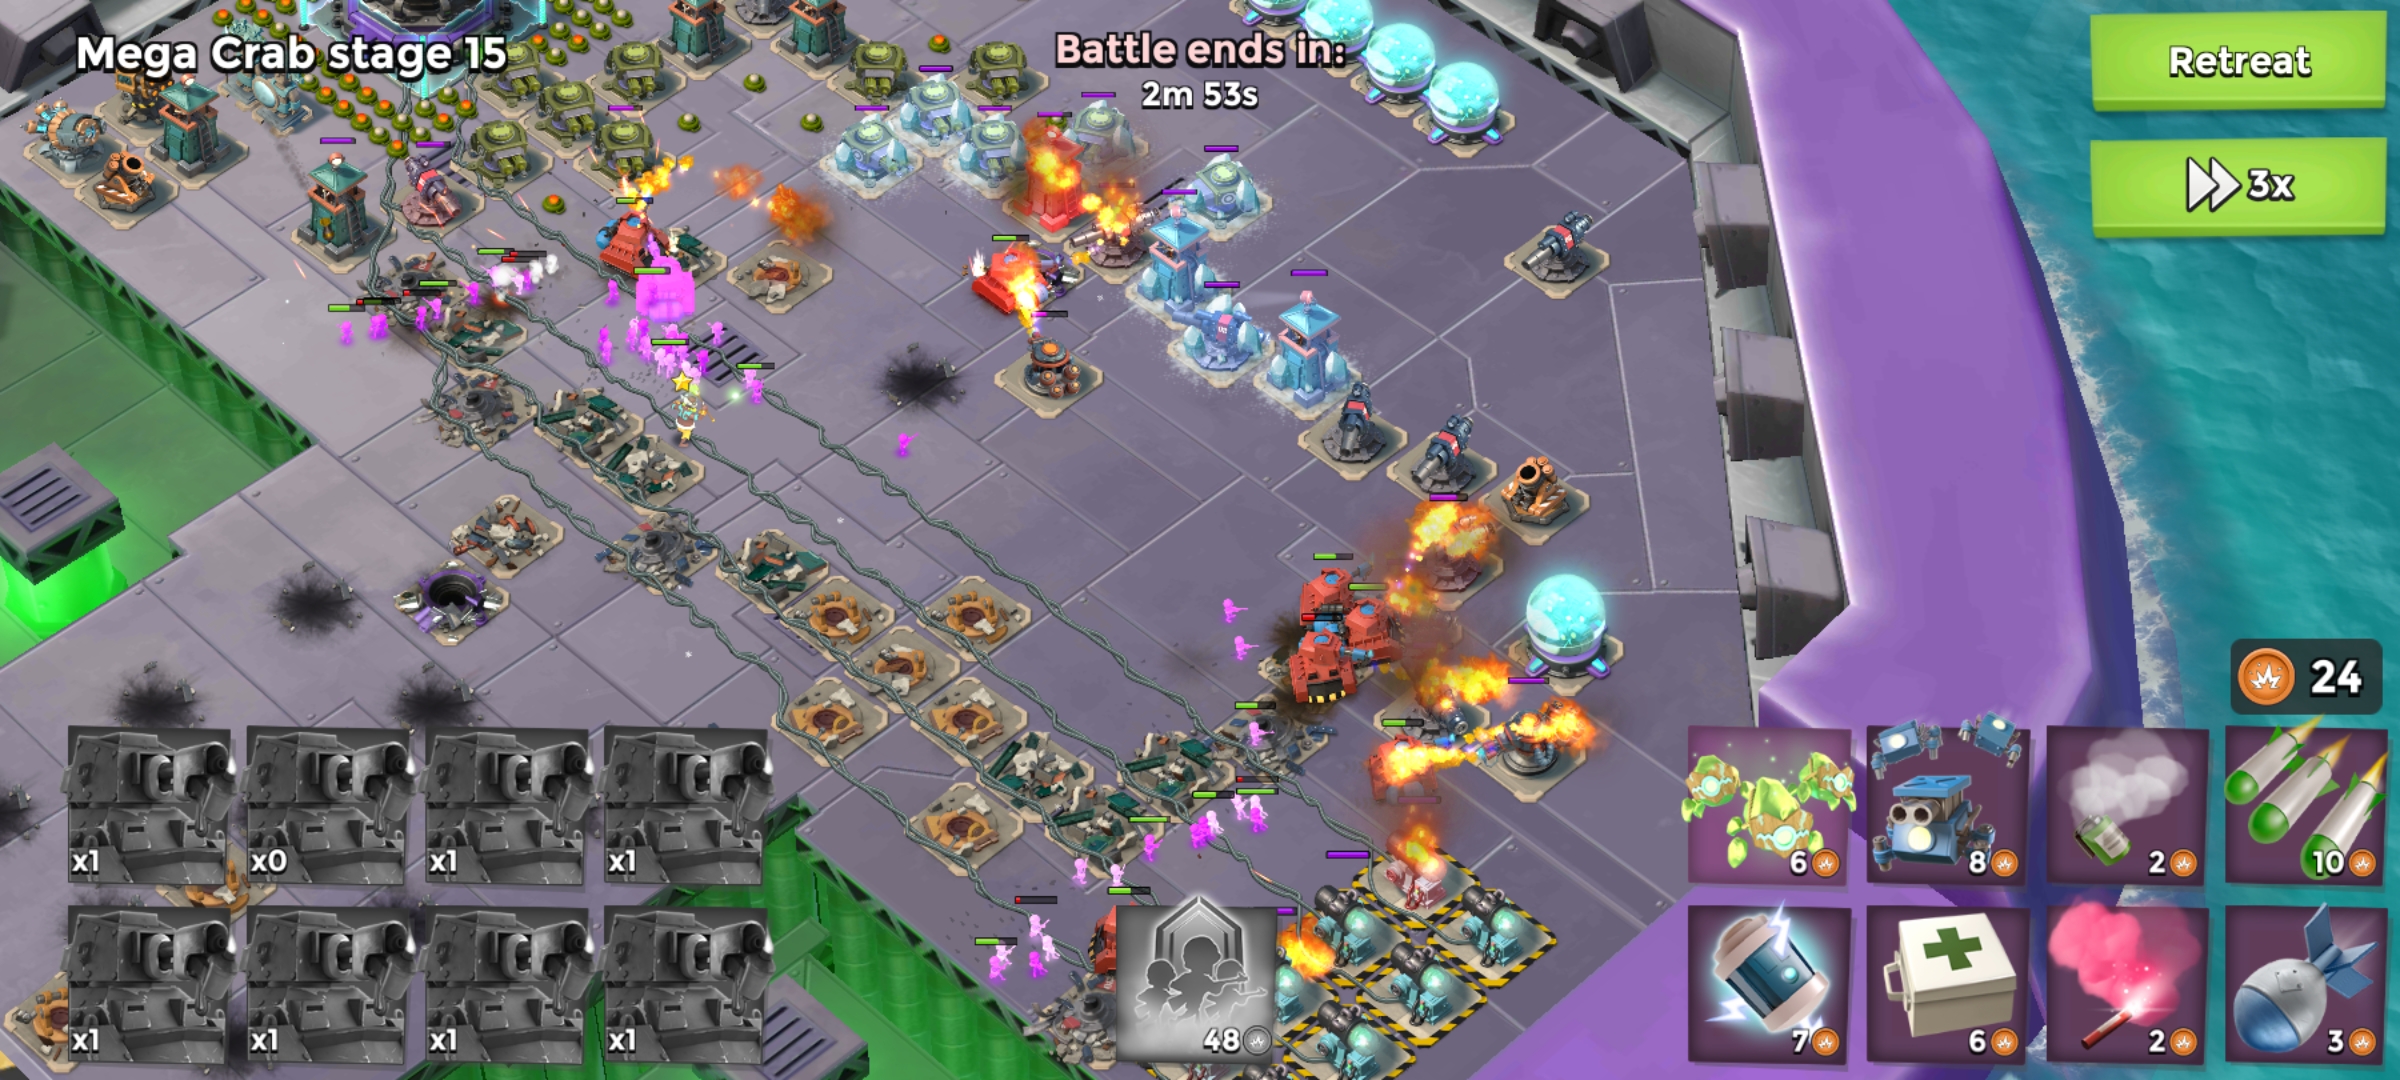 Mega Crab stage 15
Battle ends in:
2m 53s
Retreat
3x
24
x1
x0
x1
x1
6
8
2
10
x1
x1
x1
x1
48
7
6
2
3